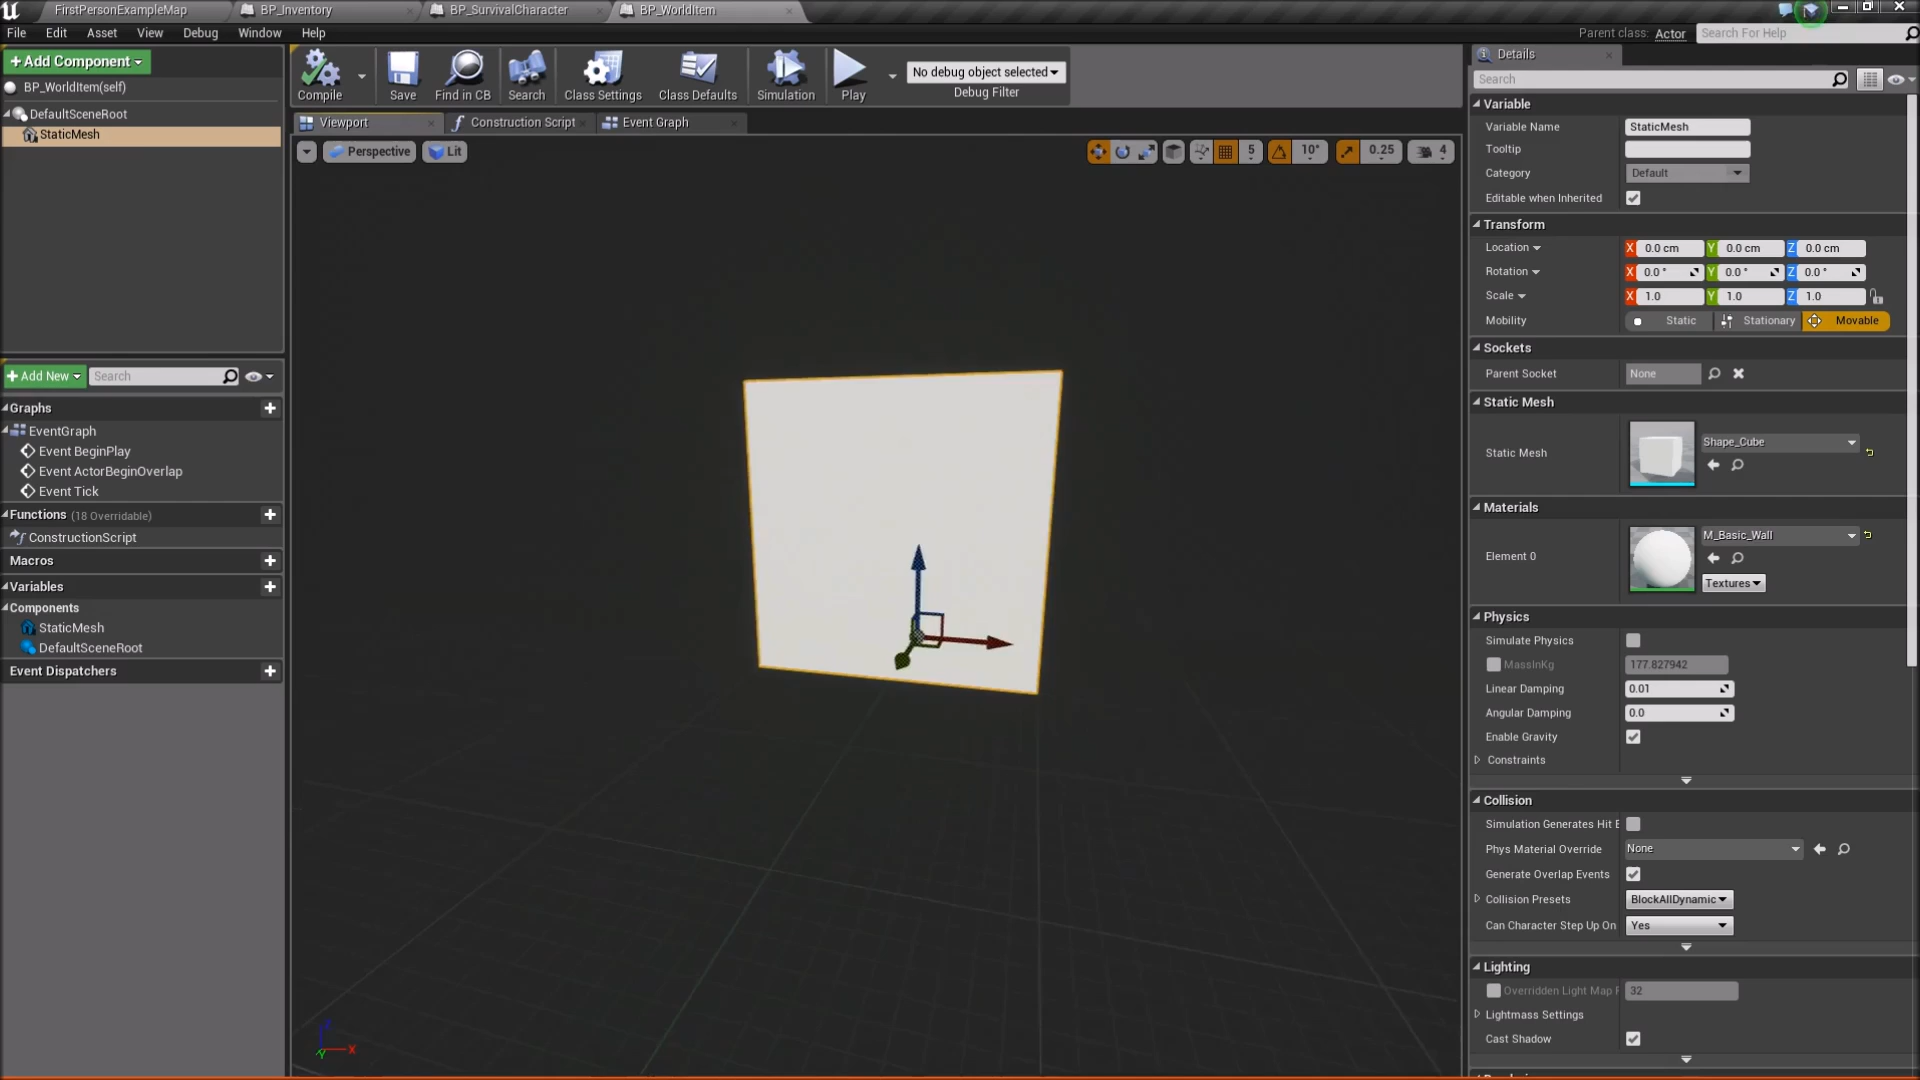 FirstPersonExampleMap
BP_Inventory
BP_SurvivalCharacter
BP_WorldItem
File
Edit
Asset
View
Debug
Window
Help
Parent class: Actor
Search For Help
Add Component
BP_WorldItem(self)
DefaultSceneRoot
StaticMesh
Compile
Save
Find in CB
Search
Class Settings
Class Defaults
Simulation
Play
No debug object selected
Debug Filter
Viewport
Construction Script
Event Graph
Perspective
Lit
5
10°
0.25
4
Add New
Search
Graphs
EventGraph
Event BeginPlay
Event ActorBeginOverlap
Event Tick
Functions (18 Overridable)
ConstructionScript
Macros
Variables
Components
StaticMesh
DefaultSceneRoot
Event Dispatchers
Z
X
Y
Details
Search
Variable
Variable Name StaticMesh
Tooltip
Category Default
Editable when Inherited
Transform
Location X 0.0 cm Y 0.0 cm Z 0.0 cm
Rotation X 0.0 ° Y 0.0 ° Z 0.0 °
Scale X 1.0 Y 1.0 Z 1.0
Mobility Static Stationary Movable
Sockets
Parent Socket None
Static Mesh
Static Mesh Shape_Cube
Materials
Element 0 M_Basic_Wall
Textures
Physics
Simulate Physics
MassInKg 177.827942
Linear Damping 0.01
Angular Damping 0.0
Enable Gravity
Constraints
Collision
Simulation Generates Hit E
Phys Material Override None
Generate Overlap Events
Collision Presets BlockAllDynamic
Can Character Step Up On Yes
Lighting
Overridden Light Map 32
Lightmass Settings
Cast Shadow